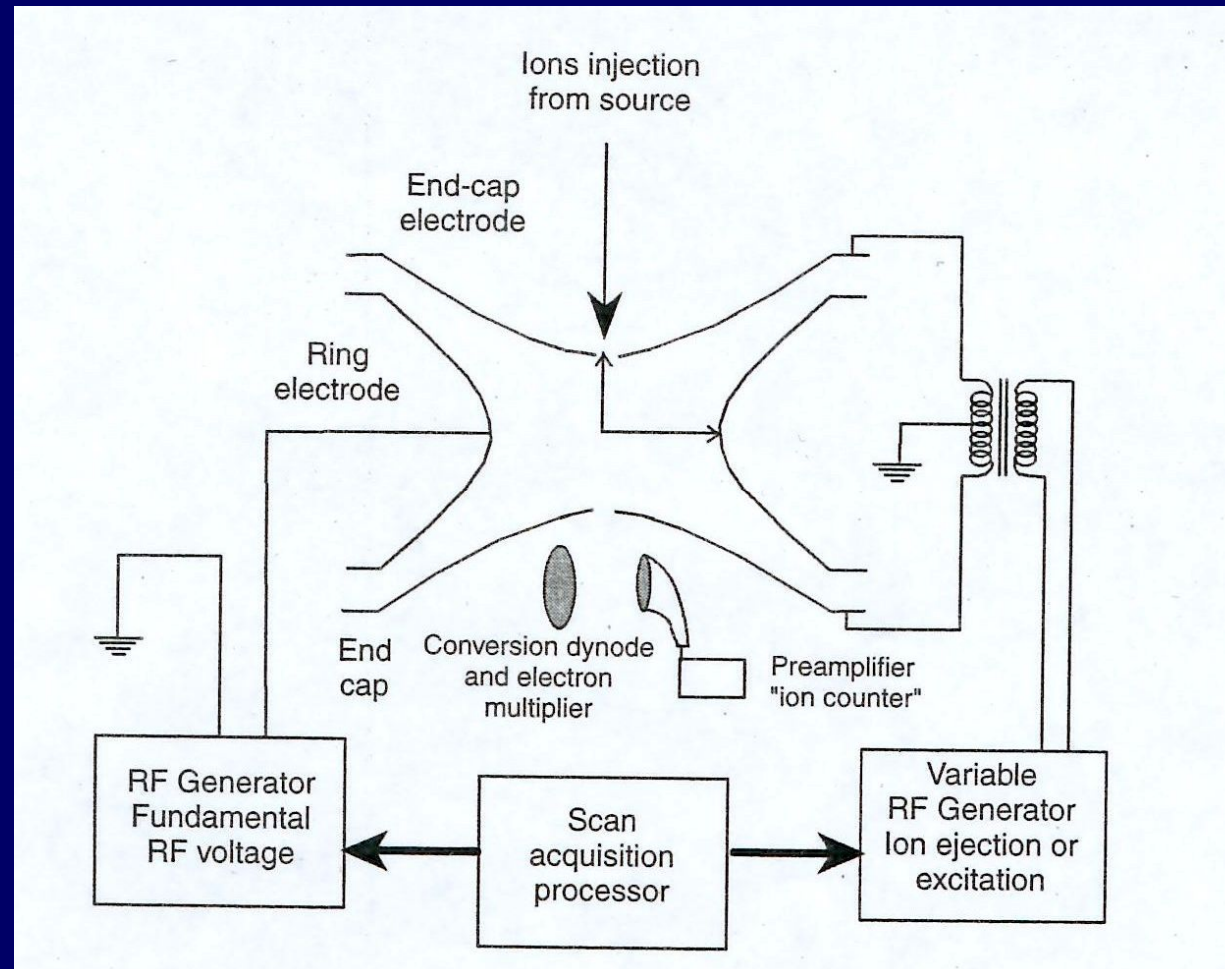 Ions injection
from source
End-cap
electrode
Ring
electrode
End
cap
Conversion dynode
and electron
multiplier
Preamplifier
"ion counter"
RF Generator
Fundamental
RF voltage
Scan
acquisition
processor
Variable
RF Generator
Ion ejection or
excitation